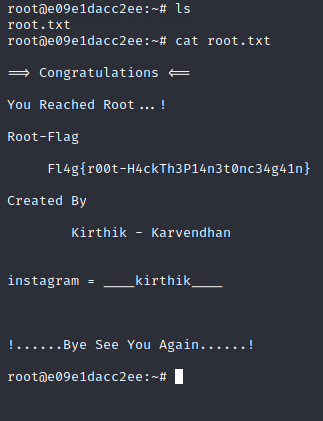 root@e09e1dacc2ee:~# ls
root.txt
root@e09e1dacc2ee:~# cat root.txt
==> Congratulations <==
You Reached Root...!
Root-Flag
Fl4g{r00t-H4ckTh3P14n3t0nc34g41n}
Created By
Kirthik - Karvendhan
instagram = ____kirthik____
!......Bye See You Again......!
root@e09e1dacc2ee:~#